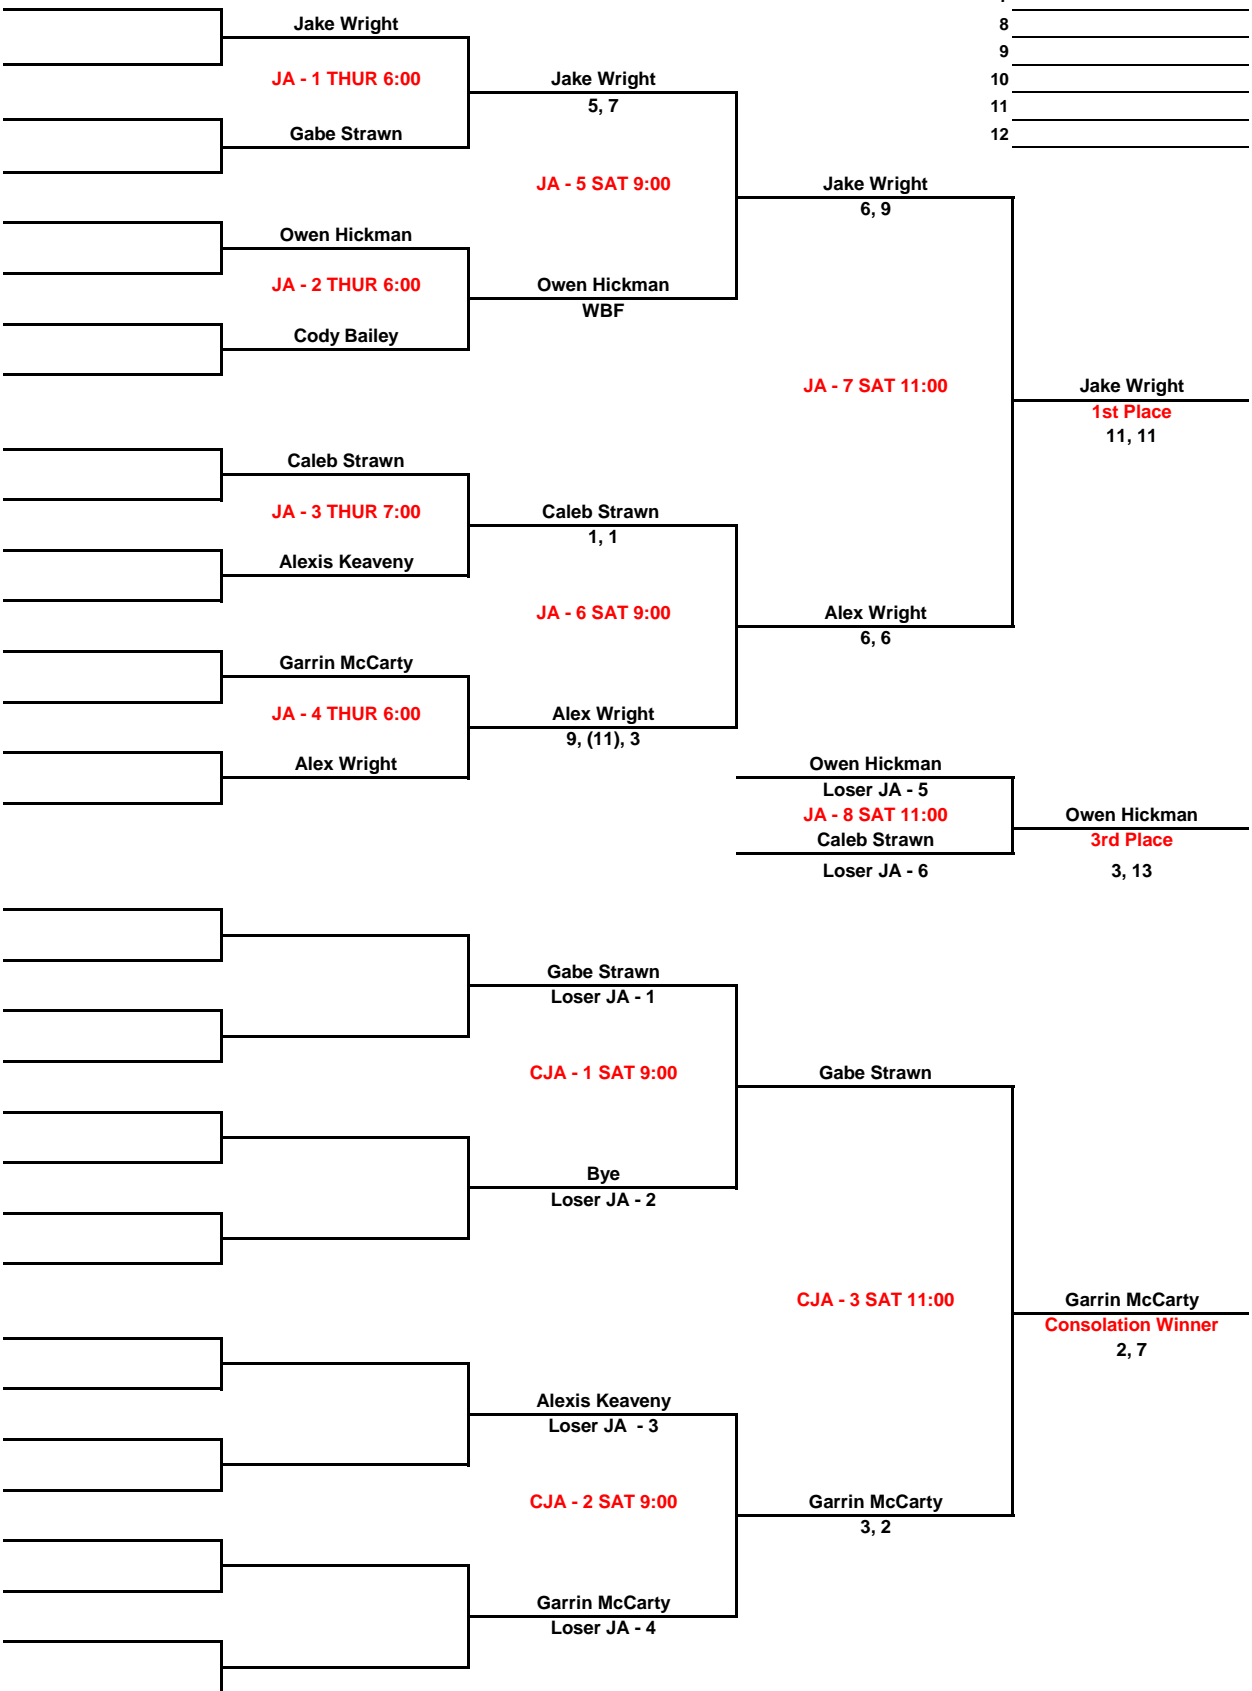 Jake Wright
8
9
JA - 1 THUR 6:00
Jake Wright
10
5, 7
11
Gabe Strawn
12
JA - 5 SAT 9:00
Jake Wright
6, 9
Owen Hickman
JA - 2 THUR 6:00
Owen Hickman
WBF
Cody Bailey
JA - 7 SAT 11:00
Jake Wright
1st Place
11, 11
Caleb Strawn
JA - 3 THUR 7:00
Caleb Strawn
1, 1
Alexis Keaveny
JA - 6 SAT 9:00
Alex Wright
6, 6
Garrin McCarty
JA - 4 THUR 6:00
Alex Wright
9, (11), 3
Alex Wright
Owen Hickman
Loser JA - 5
JA - 8 SAT 11:00
Owen Hickman
Caleb Strawn
3rd Place
Loser JA - 6
3, 13
Gabe Strawn
Loser JA - 1
CJA - 1 SAT 9:00
Gabe Strawn
Bye
Loser JA - 2
CJA - 3 SAT 11:00
Garrin McCarty
Consolation Winner
2, 7
Alexis Keaveny
Loser JA  - 3
CJA - 2 SAT 9:00
Garrin McCarty
3, 2
Garrin McCarty
Loser JA - 4